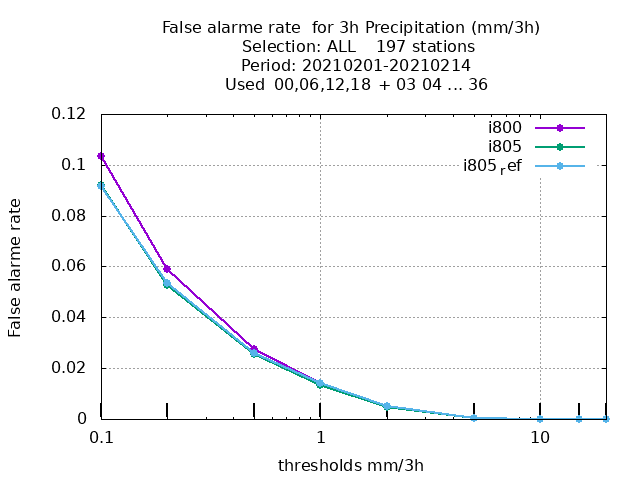 False alarme rate  for 3h Precipitation (mm/3h)
Selection: ALL    197 stations
Period: 20210201-20210214
Used  00,06,12,18  + 03 04 ... 36
i800
i805
i805ref
0.12
0.1
0.08
0.06
0.04
0.02
0
False alarme rate
0.1
1
10
thresholds mm/3h